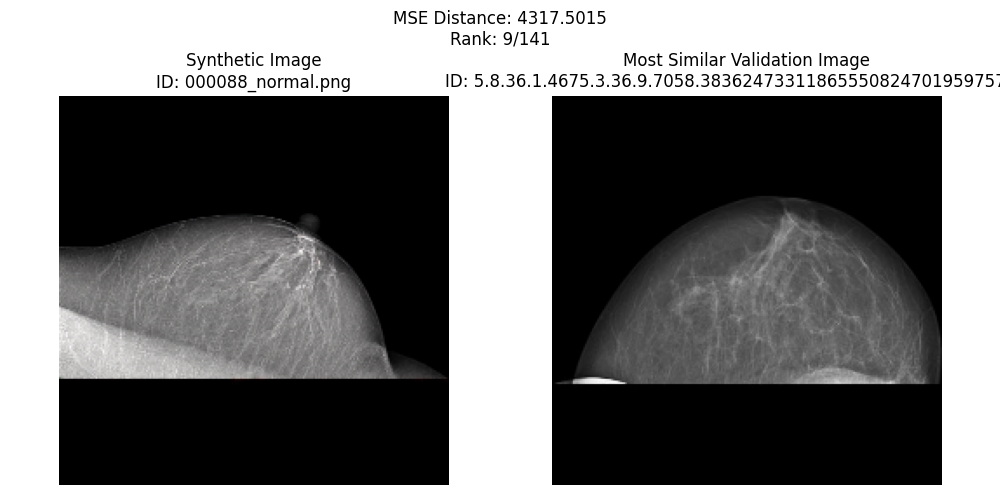 MSE Distance: 4317.5015
Rank: 9/141
Synthetic Image
ID: 000088_normal.png
Most Similar Validation Image
ID: 5.8.36.1.4675.3.36.9.7058.38362473311865550824701959757